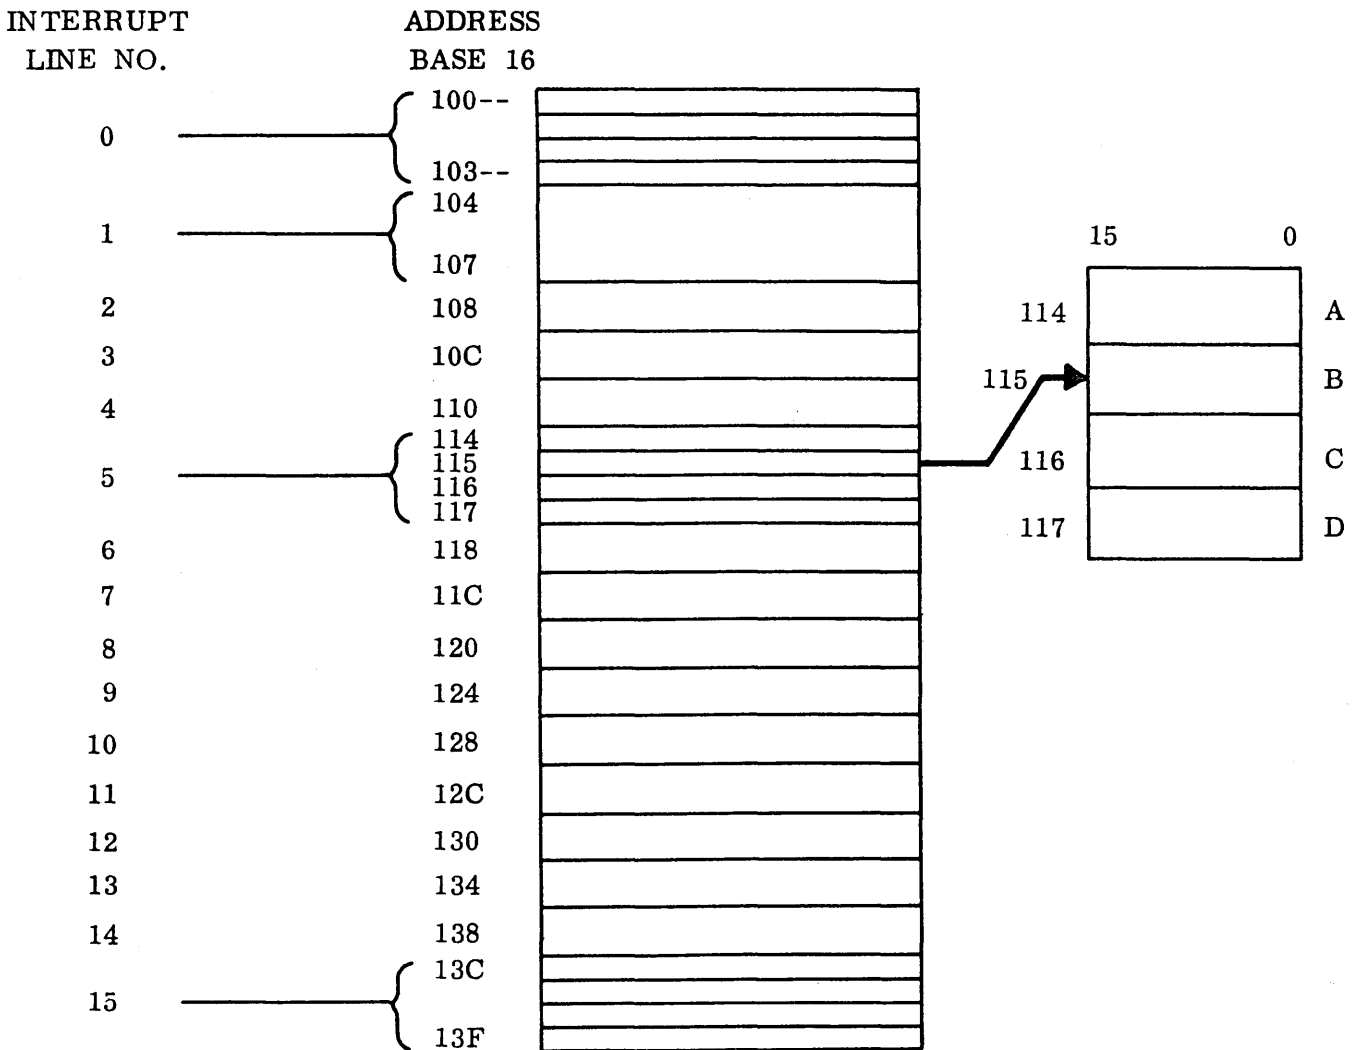 INTERRUPT ADDRESS
LINE NO. BASE 16
100--
0
103--
104
1
107
2 108
3 10C
4 110
114
115
5
116
117
6 118
7 11C
8 120
9 124
10 128
11 12C
12 130
13 134
14 138
13C
15
13F
15 0
114 A
115 B
116 C
117 D